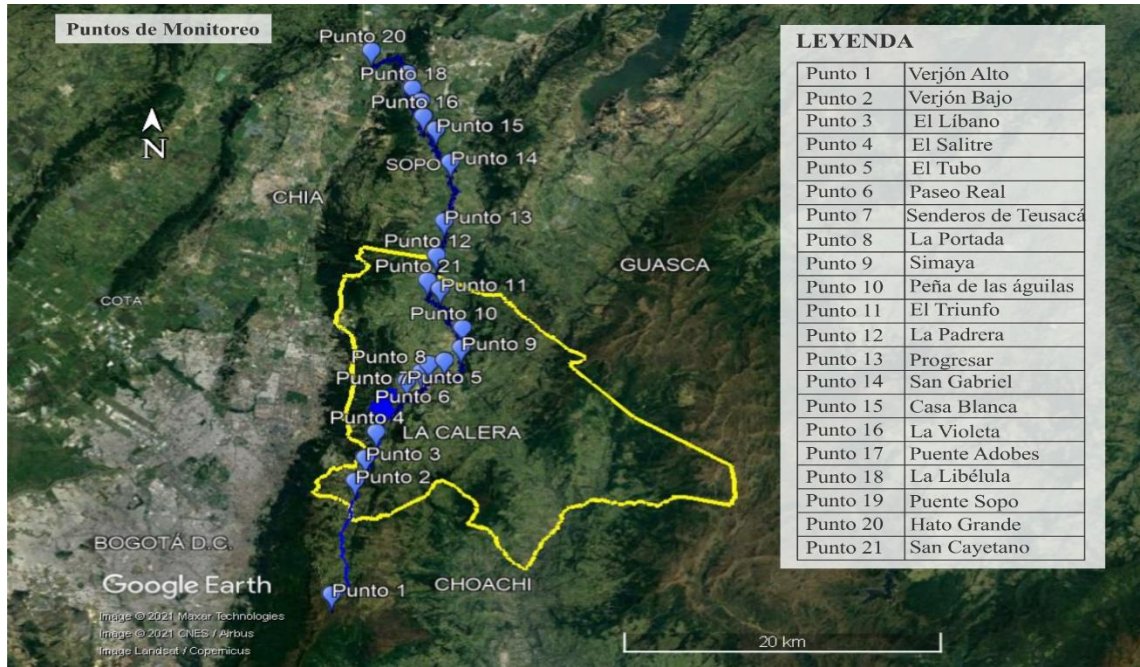 Puntos de Monitoreo
Punto 20
Punto 18
Punto 16
Punto 15
SOPO
Punto 14
CHIA
Punto 13
Punto 12
Punto 21
GUASCA
COTA
Punto 11
Punto 10
Punto 9
Punto 8
Punto 7
Punto 5
Punto 6
Punto 4
LA CALERA
Punto 3
Punto 2
BOGOTÁ D.C.
Google Earth
Punto 1
CHOACHI
Image © 2021 Maxar Technologies
Image © 2021 CNES / Airbus
Image Landsat / Copernicus
N
20 km
LEYENDA
Punto 1 Verjón Alto
Punto 2 Verjón Bajo
Punto 3 El Líbano
Punto 4 El Salitre
Punto 5 El Tubo
Punto 6 Paseo Real
Punto 7 Senderos de Teusacá
Punto 8 La Portada
Punto 9 Simaya
Punto 10 Peña de las águilas
Punto 11 El Triunfo
Punto 12 La Padrera
Punto 13 Progresar
Punto 14 San Gabriel
Punto 15 Casa Blanca
Punto 16 La Violeta
Punto 17 Puente Adobes
Punto 18 La Libélula
Punto 19 Puente Sopo
Punto 20 Hato Grande
Punto 21 San Cayetano